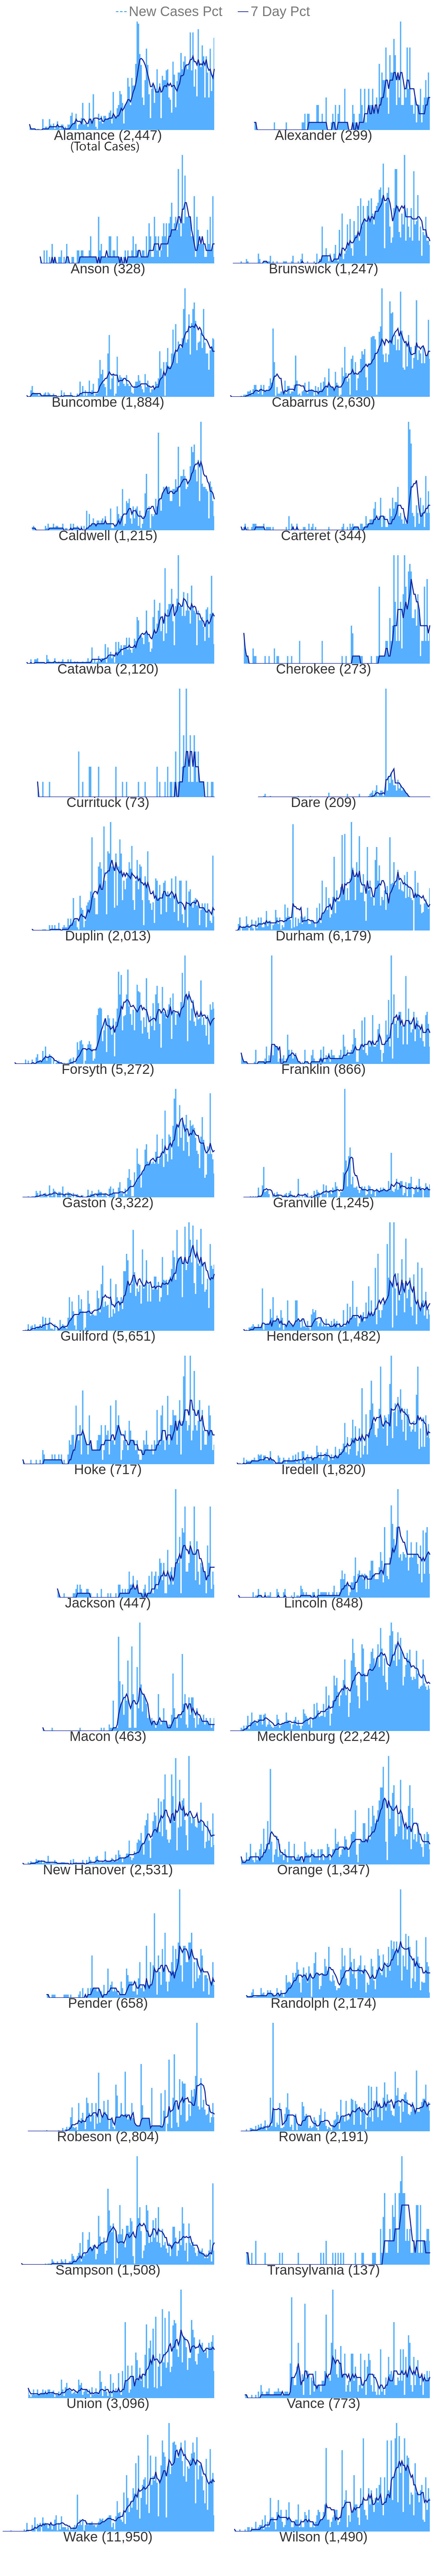 New Cases Pct 7 Day Pct
Alamance (2,447) Alexander (299)
(Total Cases)
Anson (328) Brunswick (1,247)
Buncombe (1,884) Cabarrus (2,630)
Caldwell (1,215) Carteret (344)
Catawba (2,120) Cherokee (273)
Currituck (73) Dare (209)
Duplin (2,013) Durham (6,179)
Forsyth (5,272) Franklin (866)
Gaston (3,322) Granville (1,245)
Guilford (5,651) Henderson (1,482)
Hoke (717) Iredell (1,820)
Jackson (447) Lincoln (848)
Macon (463) Mecklenburg (22,242)
New Hanover (2,531) Orange (1,347)
Pender (658) Randolph (2,174)
Robeson (2,804) Rowan (2,191)
Sampson (1,508) Transylvania (137)
Union (3,096) Vance (773)
Wake (11,950) Wilson (1,490)